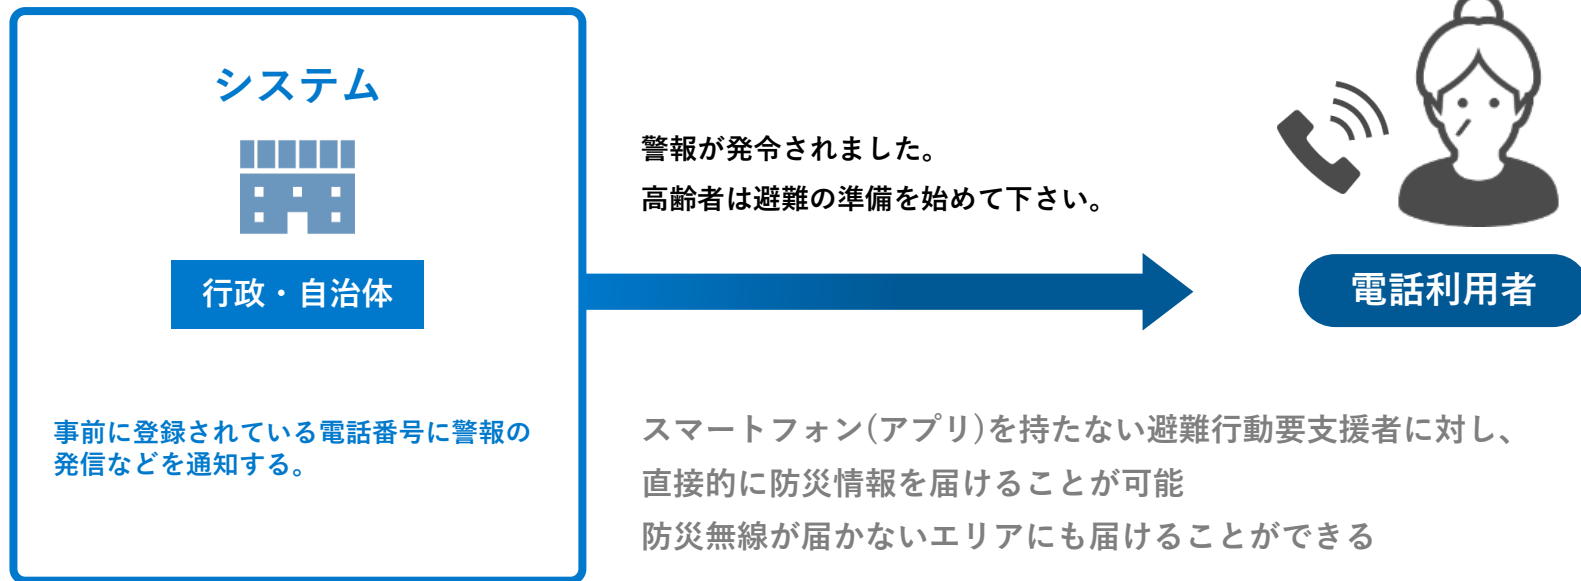 システム
行政・自治体
事前に登録されている電話番号に警報の
発信などを通知する。
警報が発令されました。
高齢者は避難の準備を始めて下さい。
電話利用者
スマートフォン(アプリ)を持たない避難行動要支援者に対し、
直接的に防災情報を届けることが可能
防災無線が届かないエリアにも届けることができる